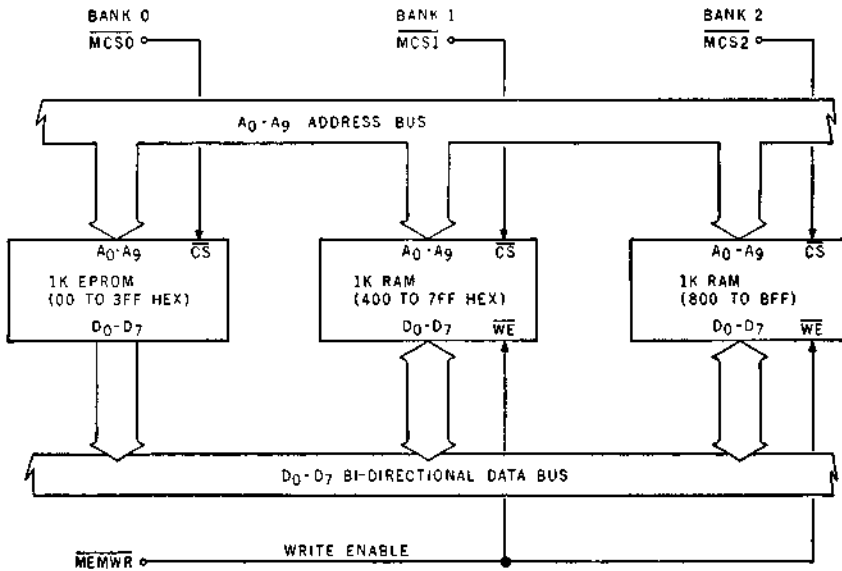 BANK 0
MCS0
BANK 1
MCS1
BANK 2
MCS2
A0-A9 ADDRESS BUS
A0-A9 CS
1K EPROM
(00 TO 3FF HEX)
D0-D7
A0-A9 CS
1K RAM
(400 TO 7FF HEX)
D0-D7 WE
A0-A9 CS
1K RAM
(800 TO BFF)
D0-D7 WE
D0-D7 BI-DIRECTIONAL DATA BUS
MEMWR
WRITE ENABLE